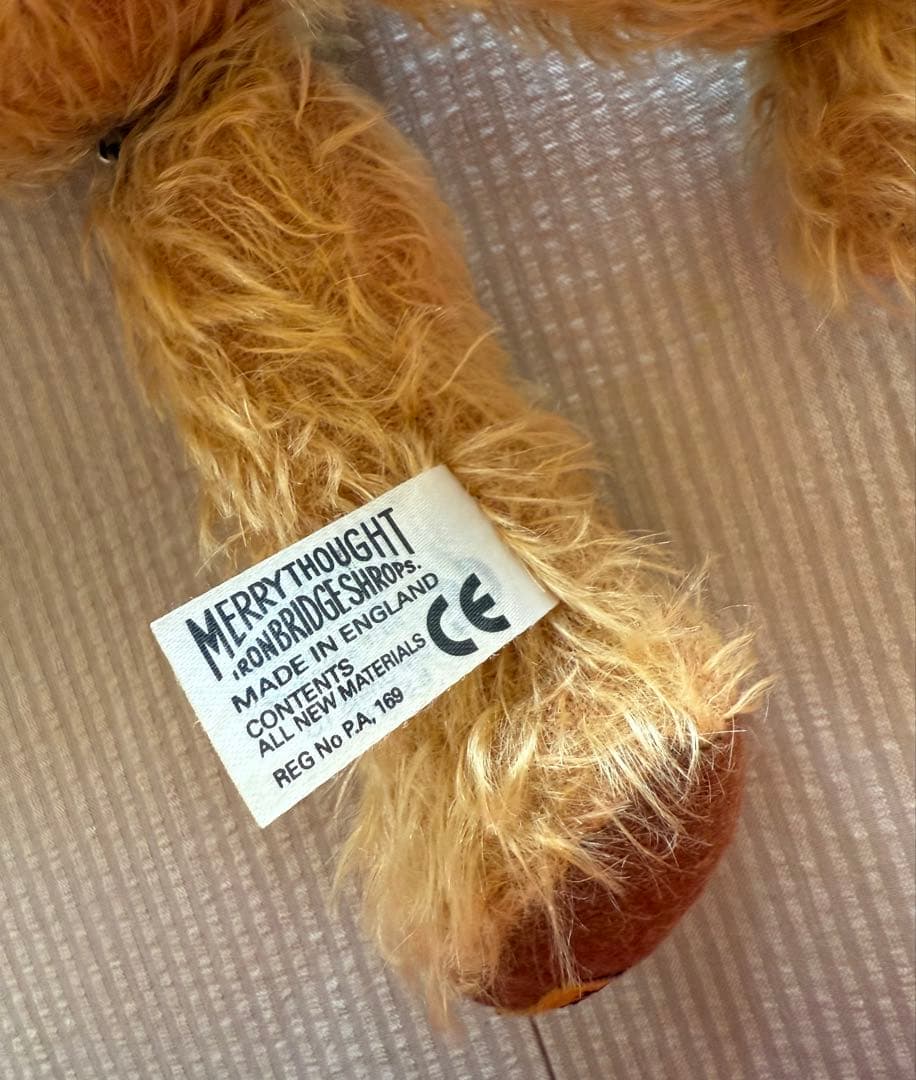 MERRYTHOUGHT
IRONBRIDGE SHROPS.
MADE IN ENGLAND
CE
CONTENTS
ALL NEW MATERIALS
REG No P.A, 169